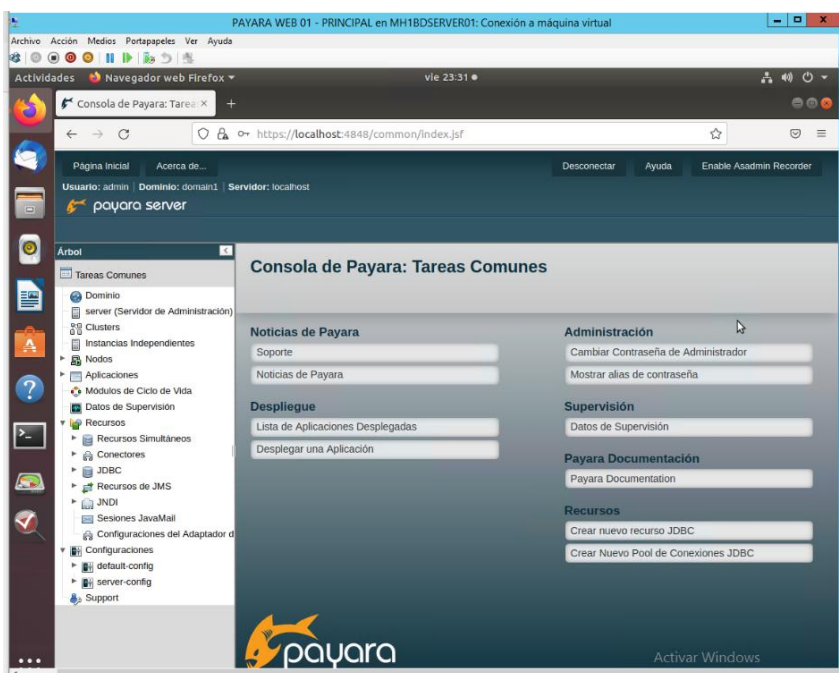 PAYARA WEB 01 - PRINCIPAL en MH1BDSERVER01: Conexión a máquina virtual
Archivo Acción Medios Portapapeles Ver Ayuda
Actividades Navegador web Firefox vie 23:31
Consola de Payara: Tarea
https://localhost:4848/common/index.jsf
Página Inicial Acerca de... Desconectar Ayuda Enable Asadmin Recorder
Usuario: admin Dominio: domain1 Servidor: localhost
payara server
Árbol
Tareas Comunes
Dominio
server (Servidor de Administración)
Clusters
Instancias Independientes
Nodos
Aplicaciones
Módulos de Ciclo de Vida
Datos de Supervisión
Recursos
Recursos Simultáneos
Conectores
JDBC
Recursos de JMS
JNDI
Sesiones JavaMail
Configuraciones del Adaptador d
Configuraciones
default-config
server-config
Support
Consola de Payara: Tareas Comunes
Noticias de Payara
Soporte
Noticias de Payara
Despliegue
Lista de Aplicaciones Desplegadas
Desplegar una Aplicación
Administración
Cambiar Contraseña de Administrador
Mostrar alias de contraseña
Supervisión
Datos de Supervisión
Payara Documentación
Payara Documentation
Recursos
Crear nuevo recurso JDBC
Crear Nuevo Pool de Conexiones JDBC
payara
Activar Windows